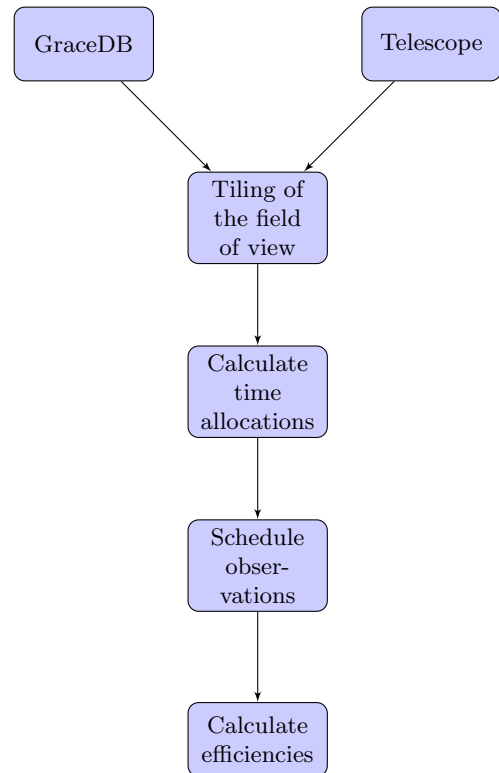 GraceDB
Telescope
Tiling of
the field
of view
Calculate
time
allocations
Schedule
obser-
vations
Calculate
efficiencies